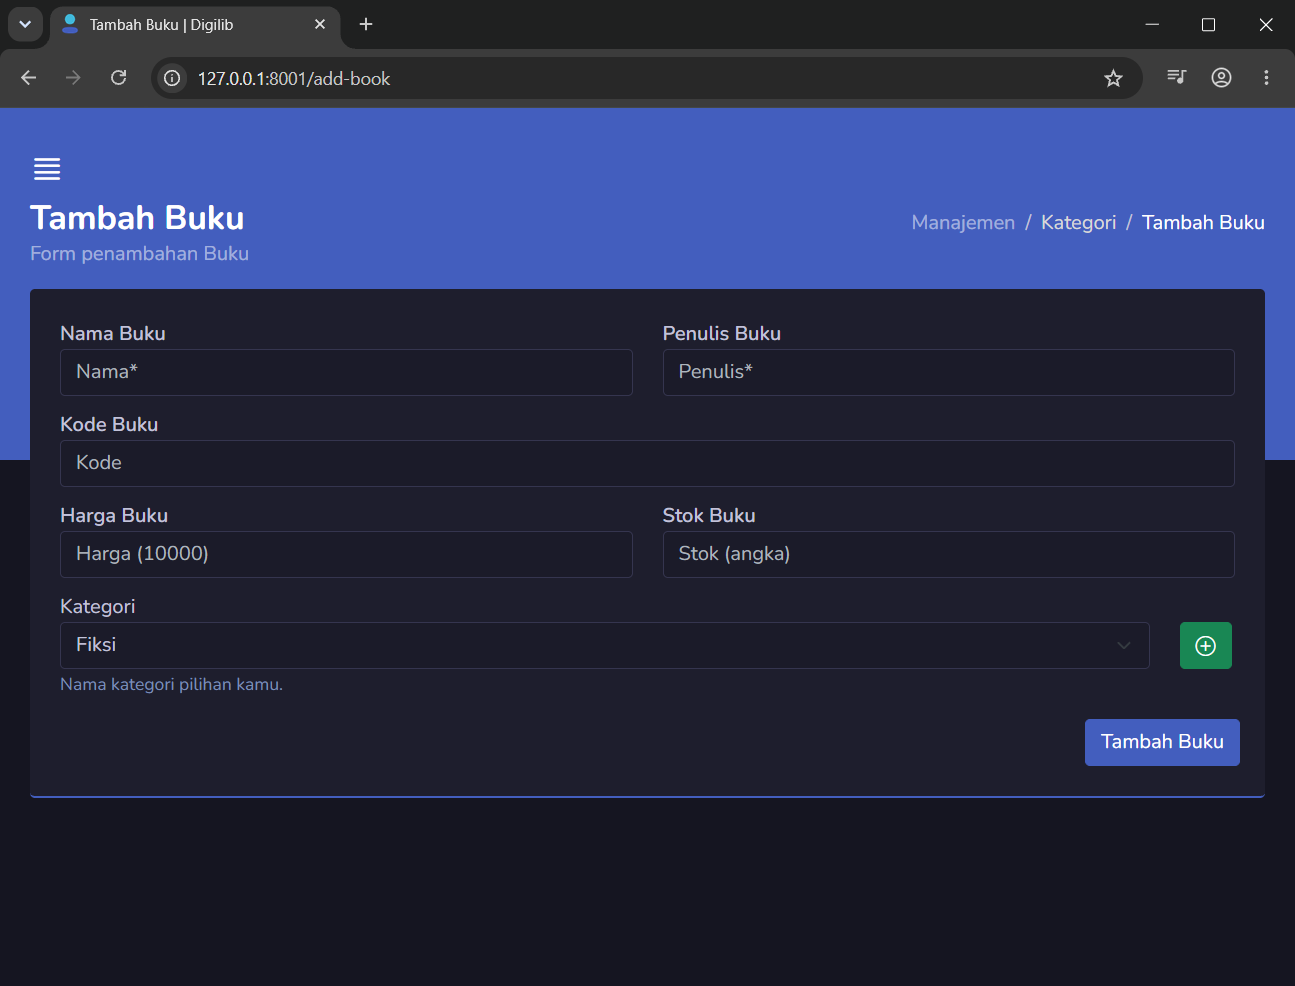 Tambah Buku | Digilib
127.0.0.1:8001/add-book
Tambah Buku
Manajemen / Kategori / Tambah Buku
Form penambahan Buku
Nama Buku
Penulis Buku
Nama*
Penulis*
Kode Buku
Kode
Harga Buku
Stok Buku
Harga (10000)
Stok (angka)
Kategori
Fiksi
Nama kategori pilihan kamu.
Tambah Buku